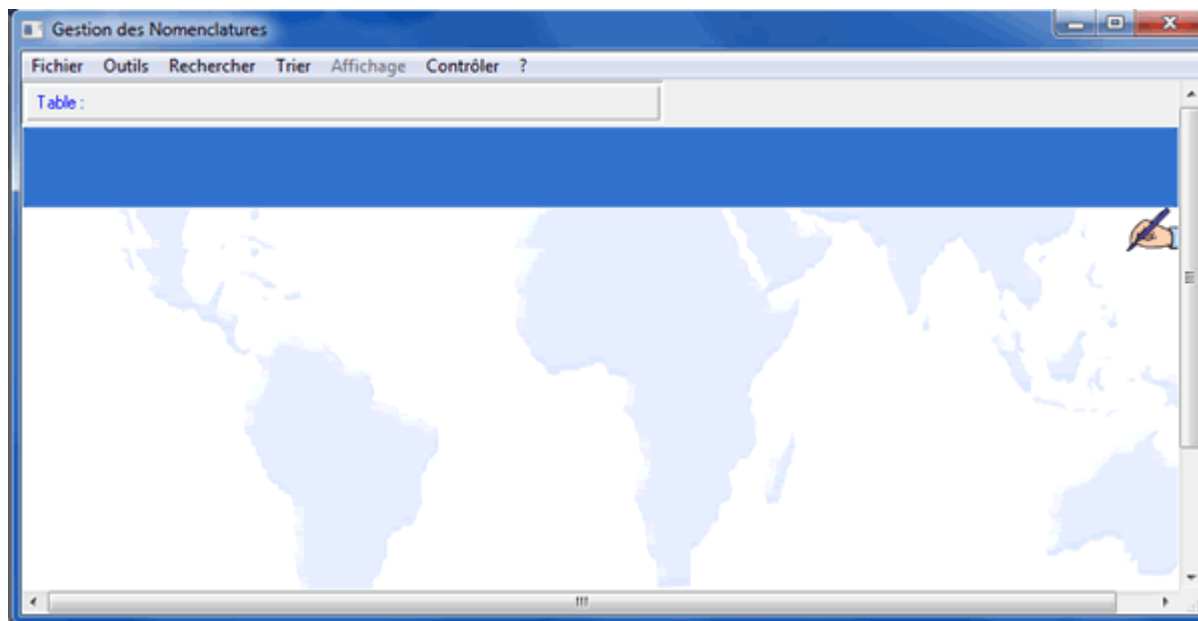 Gestion des Nomenclatures
Fichier Outils Rechercher Trier Affichage Contrôler ?
Table :